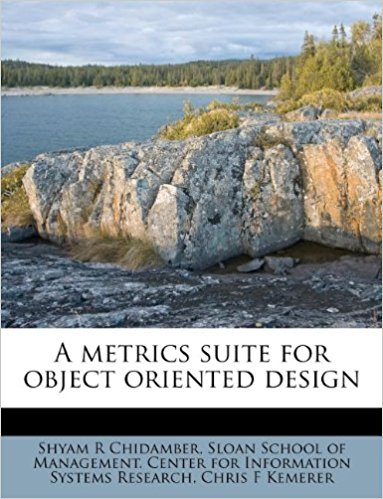 A METRICS SUITE FOR
OBJECT ORIENTED DESIGN
SHYAM R CHIDAMBER, SLOAN SCHOOL OF
MANAGEMENT. CENTER FOR INFORMATION
SYSTEMS RESEARCH, CHRIS F KEMERER